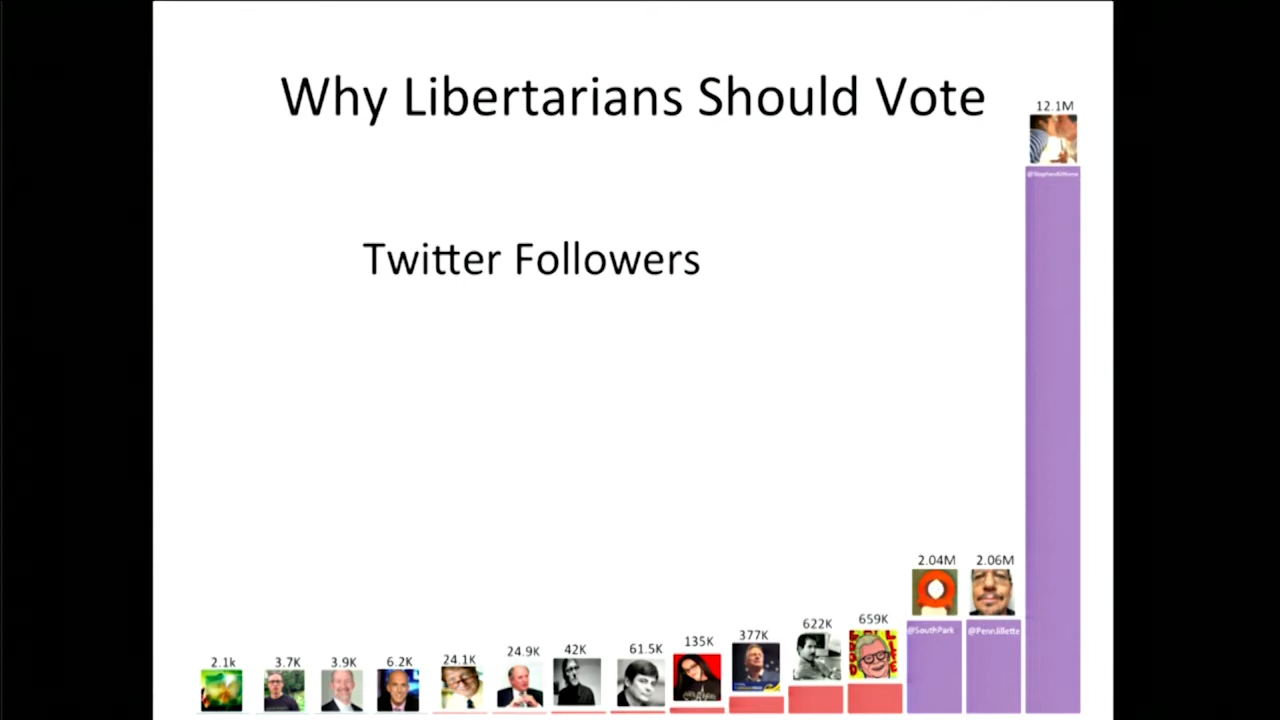 Why Libertarians Should Vote
12.1M
Twitter Followers
2.04M
2.06M
@SouthPark
@PennJillette
2.1k
3.7K
3.9K
6.2K
24.1K
24.9K
42K
61.5K
135K
377K
622K
659K